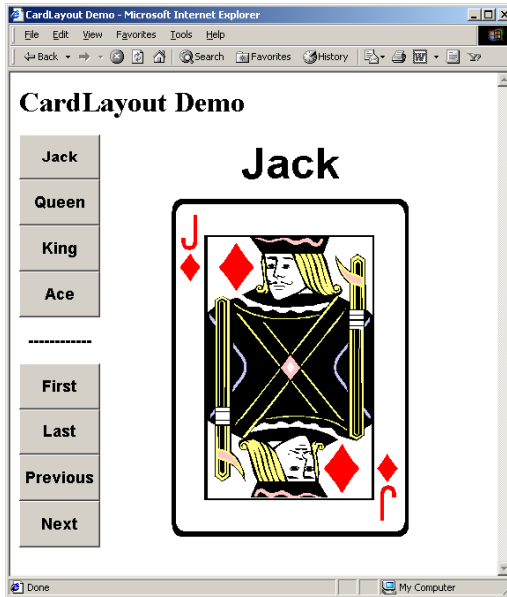 CardLayout Demo - Microsoft Internet Explorer
File Edit View Favorites Tools Help
Back Search Favorites History
CardLayout Demo
Jack
Queen
King
Ace
------------
First
Last
Previous
Next
Jack
J
J
Done My Computer